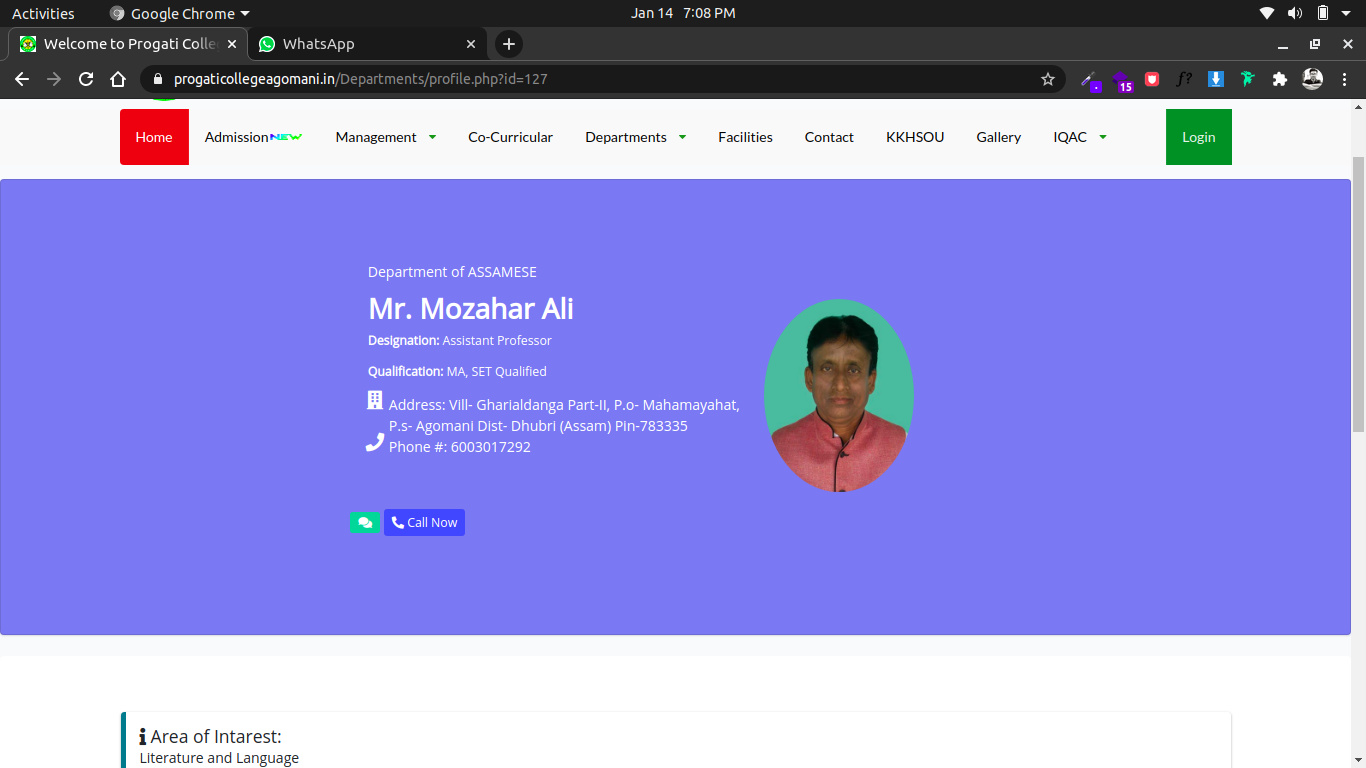 Activities
Google Chrome
Jan 14 7:08 PM
Welcome to Progati Colle
WhatsApp
progaticollegeagomani.in/Departments/profile.php?id=127
f?
15
Home
Admission NEW
Management
Co-Curricular
Departments
Facilities
Contact
KKHSOU
Gallery
IQAC
Login
Department of ASSAMESE
Mr. Mozahar Ali
Designation: Assistant Professor
Qualification: MA, SET Qualified
Address: Vill- Gharialdanga Part-II, P.o- Mahamayahat,
P.s- Agomani Dist- Dhubri (Assam) Pin-783335
Phone #: 6003017292
Call Now
Area of Intarest:
Literature and Language